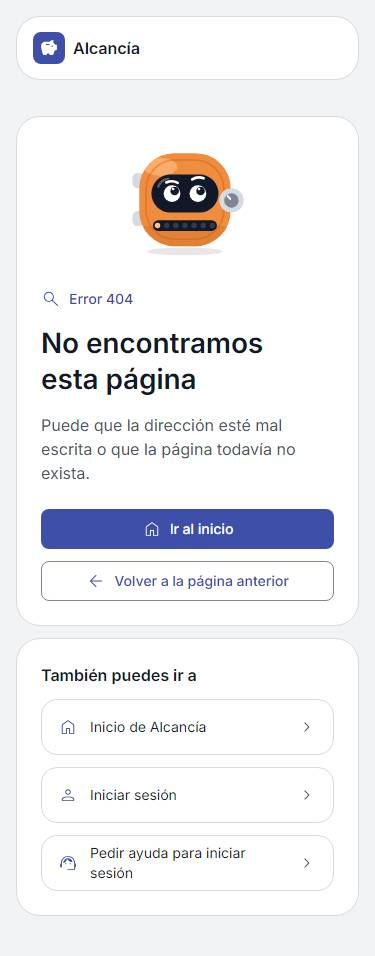 Alcancía
Error 404
No encontramos
esta página
Puede que la dirección esté mal
escrita o que la página todavía no
exista.
Ir al inicio
Volver a la página anterior
También puedes ir a
Inicio de Alcancía
Iniciar sesión
Pedir ayuda para iniciar
sesión